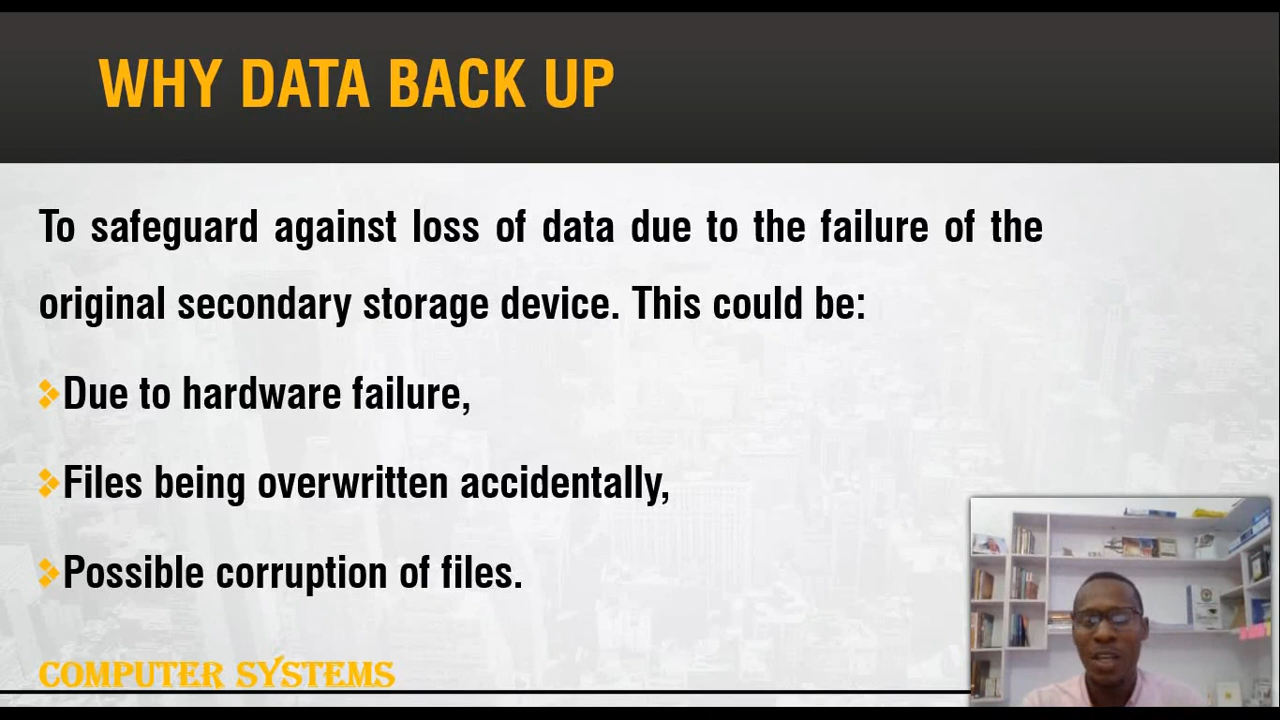 WHY DATA BACK UP
To safeguard against loss of data due to the failure of the
original secondary storage device. This could be:
Due to hardware failure,
Files being overwritten accidentally,
Possible corruption of files.
COMPUTER SYSTEMS